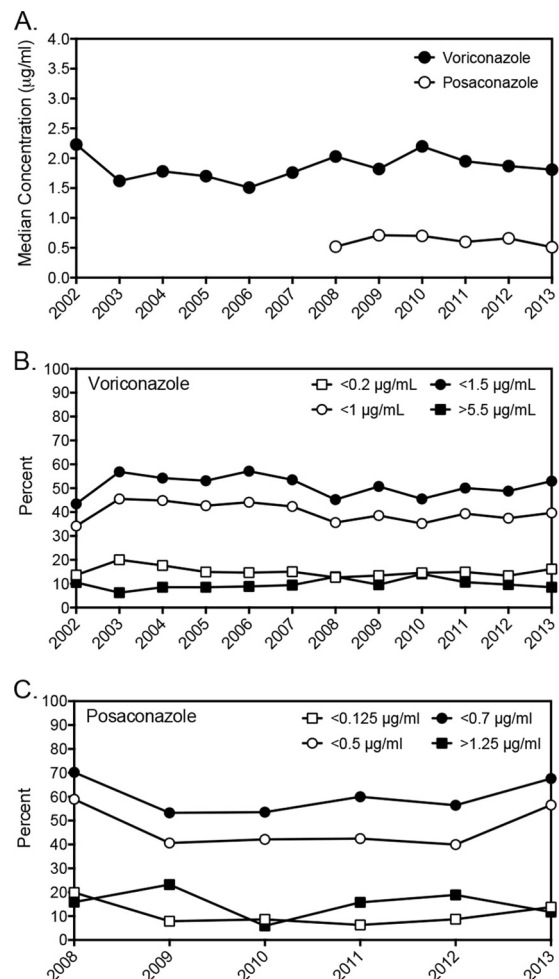 A.
Median Concentration (µg/ml)
4.0
3.5
3.0
2.5
2.0
1.5
1.0
0.5
0.0
Voriconazole
Posaconazole
2002 2003 2004 2005 2006 2007 2008 2009 2010 2011 2012 2013
B.
Percent
100
90
80
70
60
50
40
30
20
10
0
Voriconazole
<0.2 µg/mL <1.5 µg/mL
<1 µg/mL >5.5 µg/mL
2002 2003 2004 2005 2006 2007 2008 2009 2010 2011 2012 2013
C.
Percent
100
90
80
70
60
50
40
30
20
10
0
Posaconazole
<0.125 µg/ml <0.7 µg/ml
<0.5 µg/ml >1.25 µg/ml
2008 2009 2010 2011 2012 2013